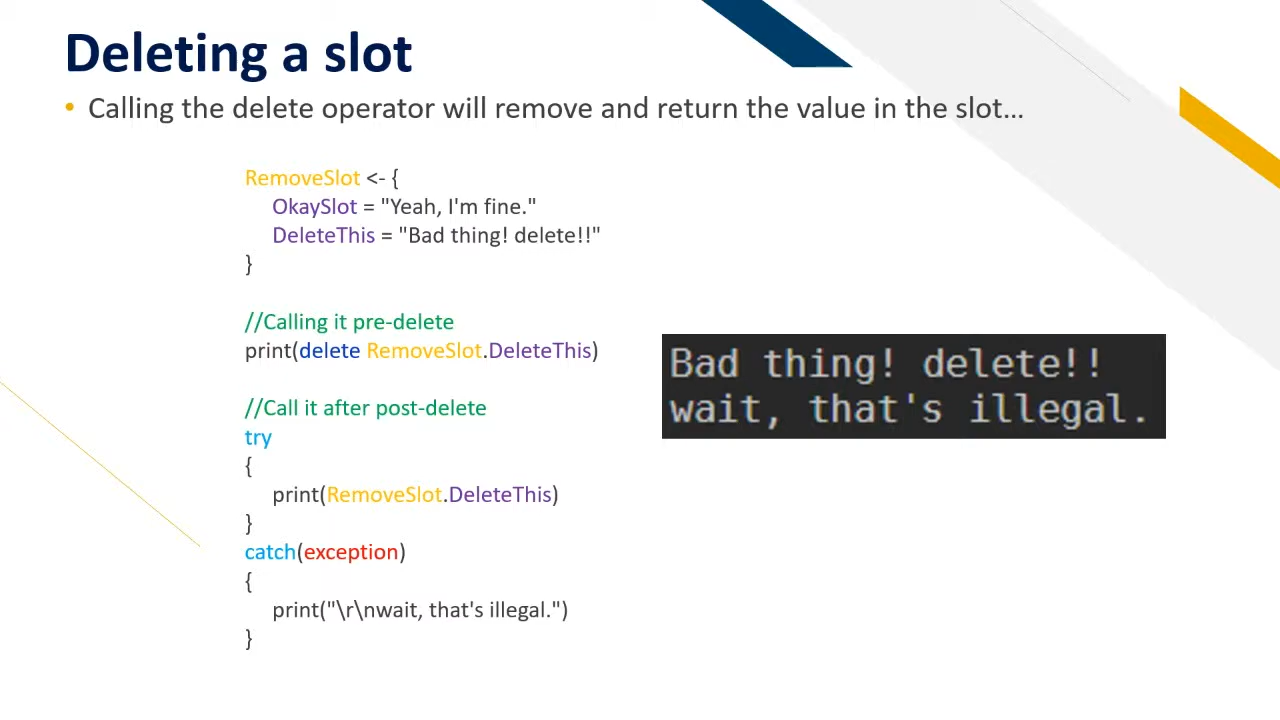 Deleting a slot
• Calling the delete operator will remove and return the value in the slot...
RemoveSlot <- {
OkaySlot = "Yeah, I'm fine."
DeleteThis = "Bad thing! delete!!"
}
//Calling it pre-delete
print(delete RemoveSlot.DeleteThis)
//Call it after post-delete
try
{
print(RemoveSlot.DeleteThis)
}
catch(exception)
{
print("\r\nwait, that's illegal.")
}
Bad thing! delete!!
wait, that's illegal.